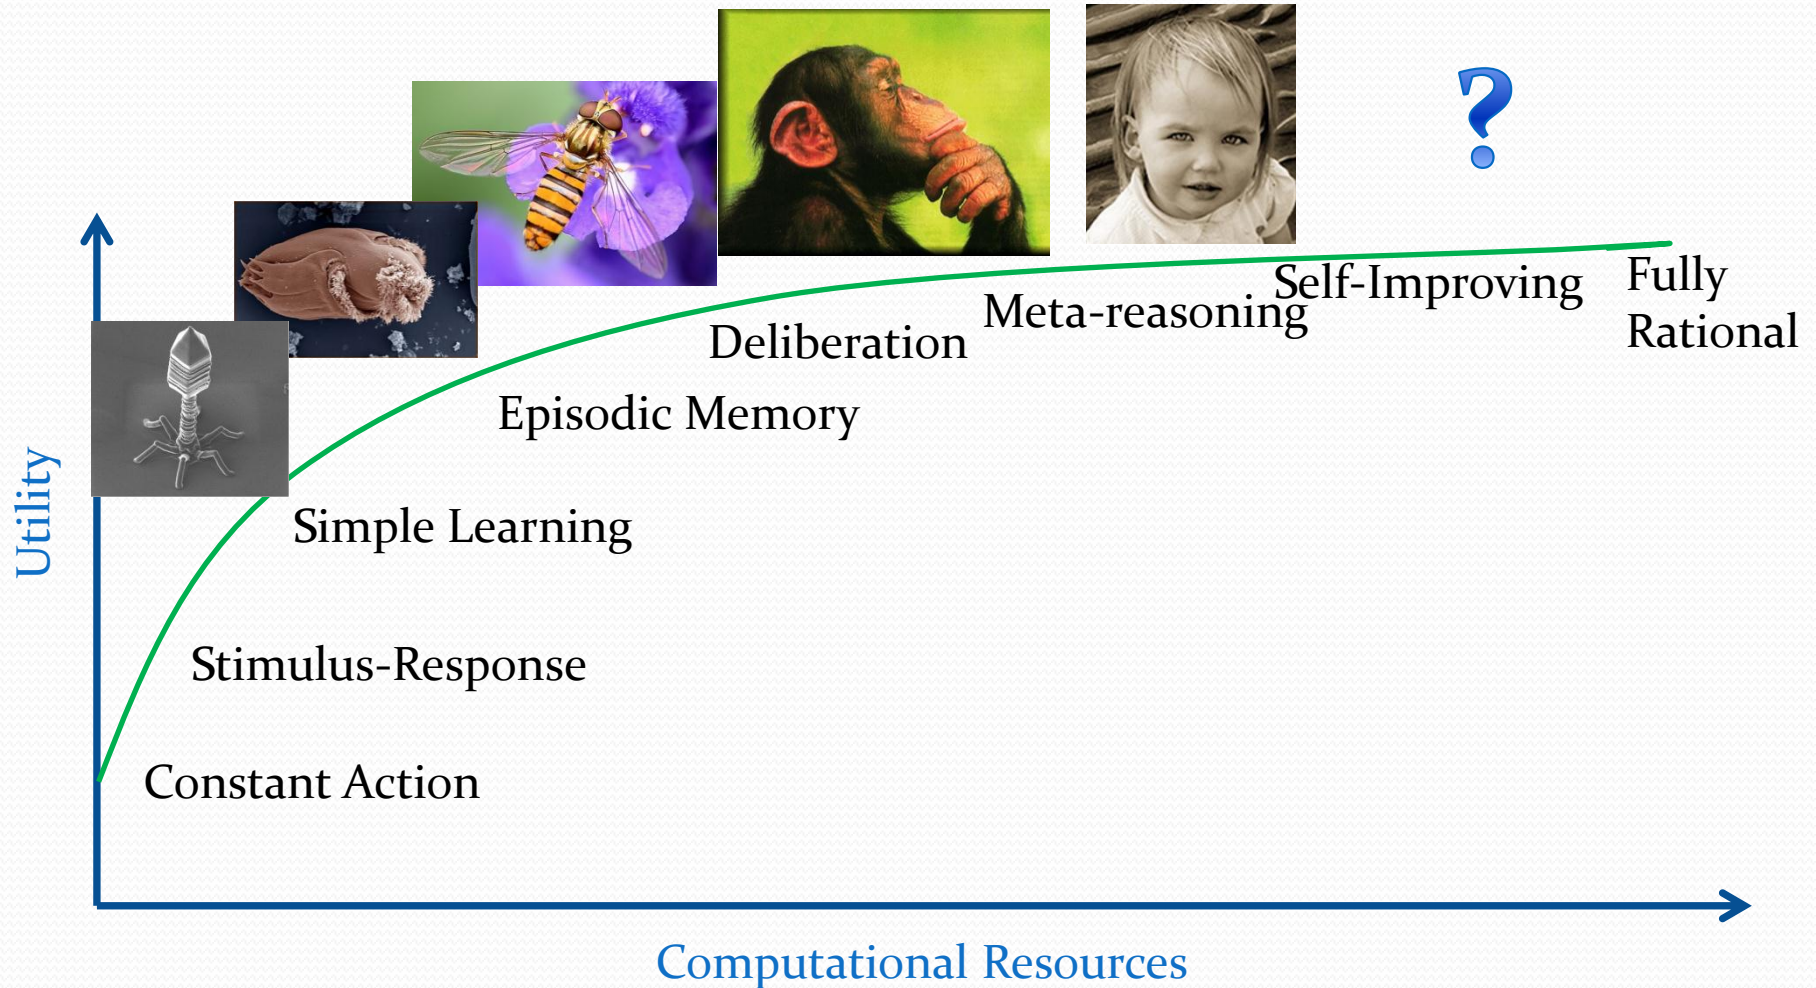 ?
Self-Improving
Fully
Rational
Meta-reasoning
Deliberation
Episodic Memory
Simple Learning
Stimulus-Response
Constant Action
Utility
Computational Resources